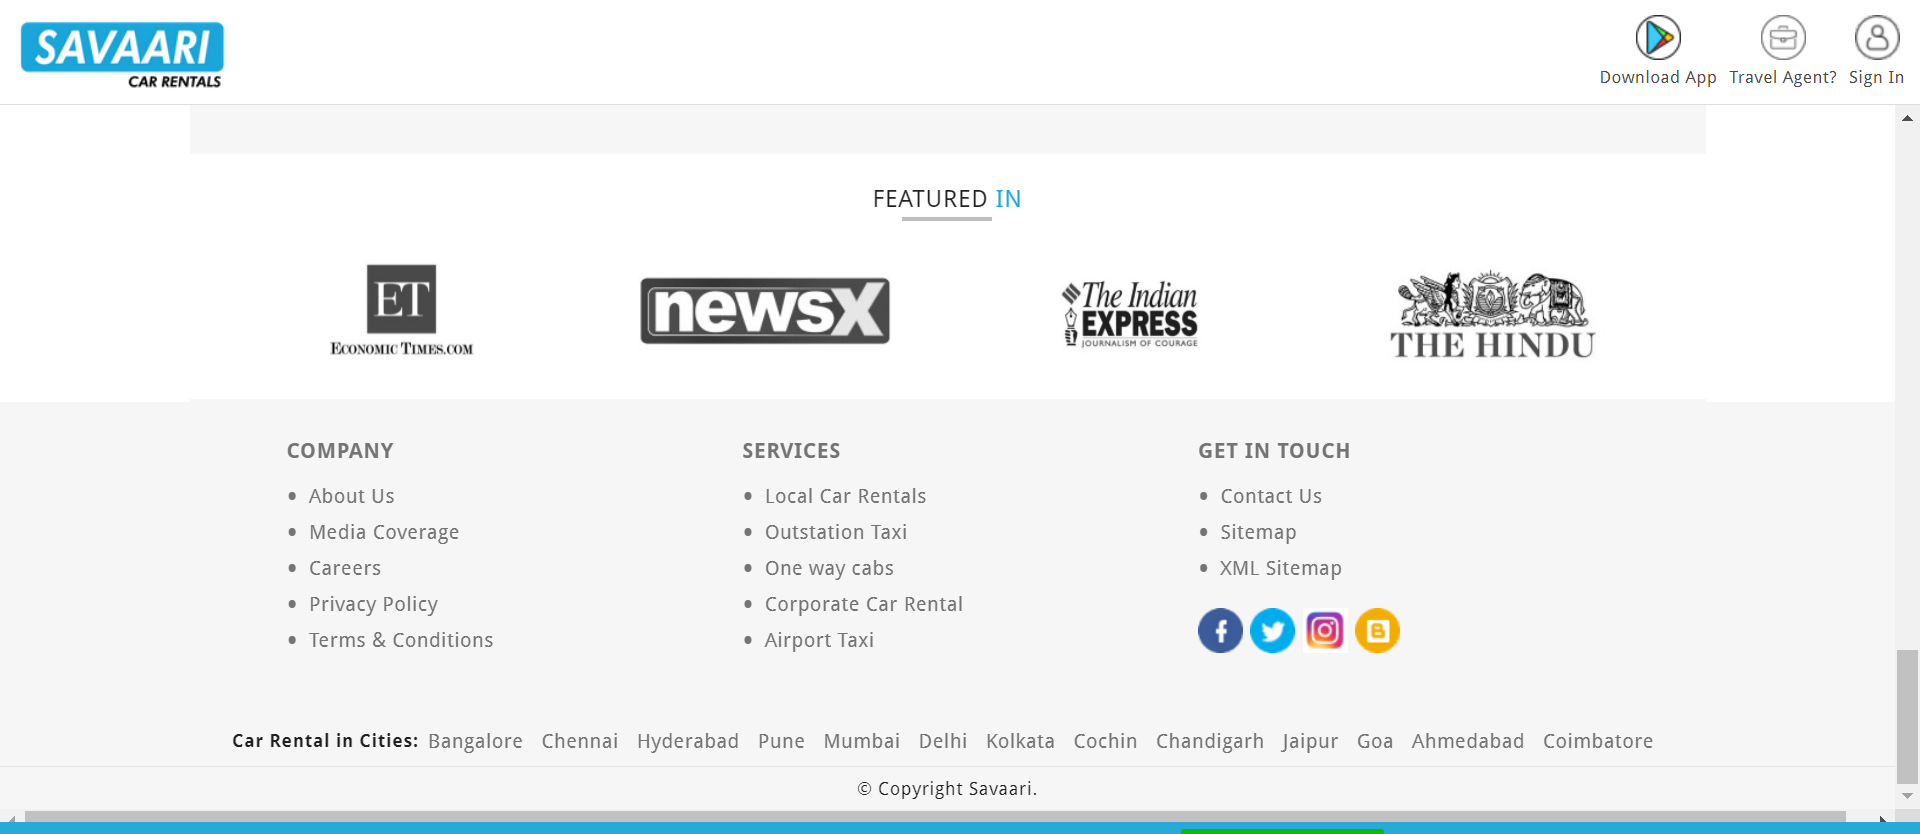 SAVAARI
CAR RENTALS
Download App
Travel Agent?
Sign In
FEATURED IN
ET
ECONOMIC TIMES.COM
newsX
The Indian
EXPRESS
JOURNALISM OF COURAGE
THE HINDU
COMPANY
About Us
Media Coverage
Careers
Privacy Policy
Terms & Conditions
SERVICES
Local Car Rentals
Outstation Taxi
One way cabs
Corporate Car Rental
Airport Taxi
GET IN TOUCH
Contact Us
Sitemap
XML Sitemap
Car Rental in Cities: Bangalore Chennai Hyderabad Pune Mumbai Delhi Kolkata Cochin Chandigarh Jaipur Goa Ahmedabad Coimbatore
© Copyright Savaari.